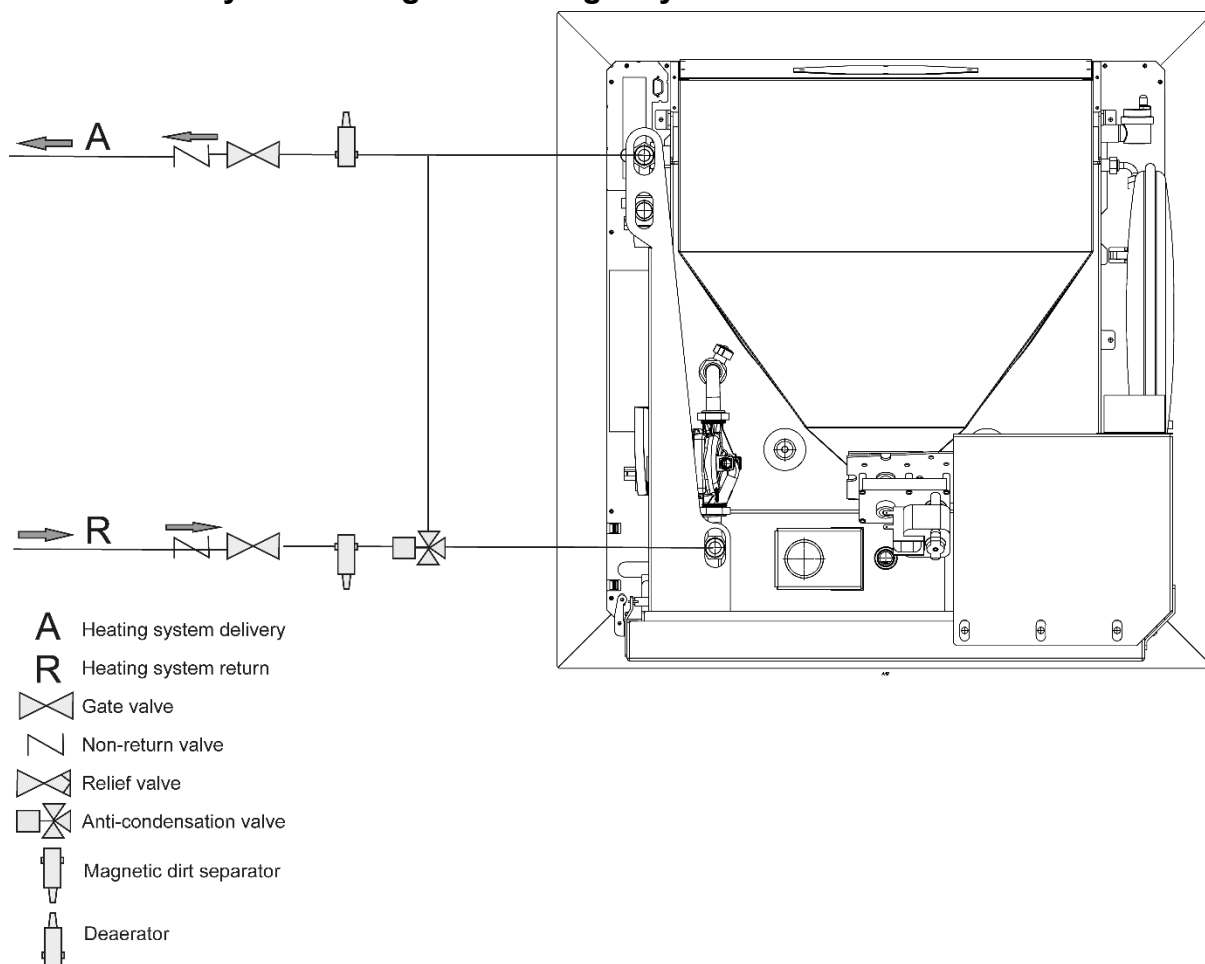 A
R
A Heating system delivery
R Heating system return
Gate valve
Non-return valve
Relief valve
Anti-condensation valve
Magnetic dirt separator
Deaerator